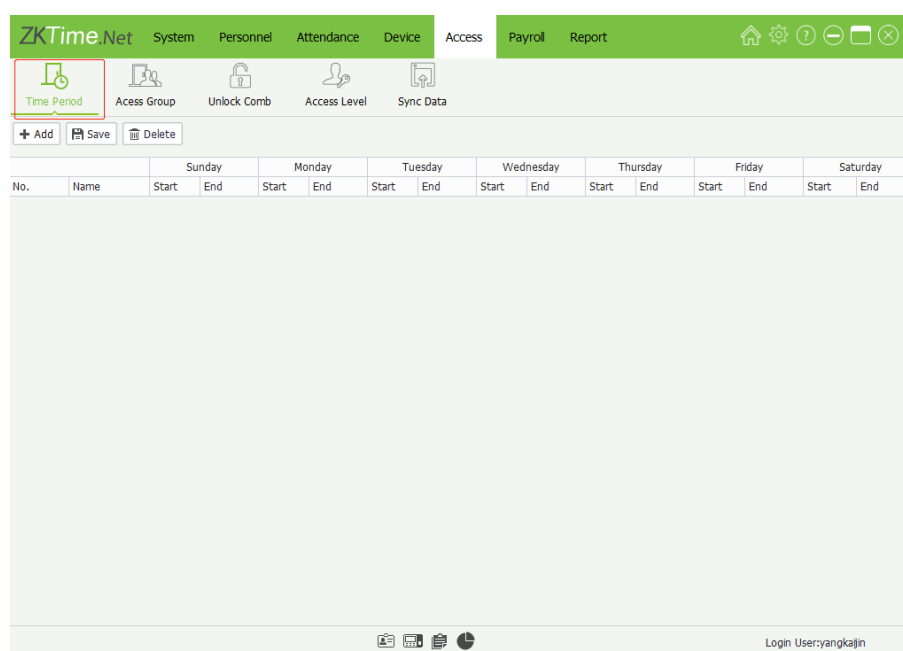 ZKTime.Net System Personnel Attendance Device Access Payroll Report
Time Period Acess Group Unlock Comb Access Level Sync Data
Add Save Delete
Sunday Monday Tuesday Wednesday Thursday Friday Saturday
No. Name Start End Start End Start End Start End Start End Start End Start End
Login User:yangkaijin